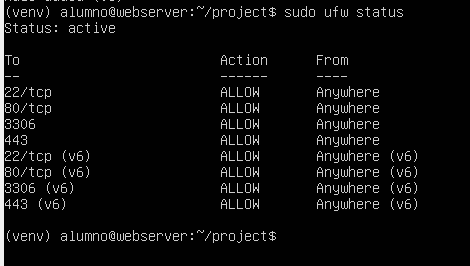 (venv) alumno@webserver:~/project$ sudo ufw status
Status: active
To Action From
-- ------ ----
22/tcp ALLOW Anywhere
80/tcp ALLOW Anywhere
3306 ALLOW Anywhere
443 ALLOW Anywhere
22/tcp (v6) ALLOW Anywhere (v6)
80/tcp (v6) ALLOW Anywhere (v6)
3306 (v6) ALLOW Anywhere (v6)
443 (v6) ALLOW Anywhere (v6)
(venv) alumno@webserver:~/project$